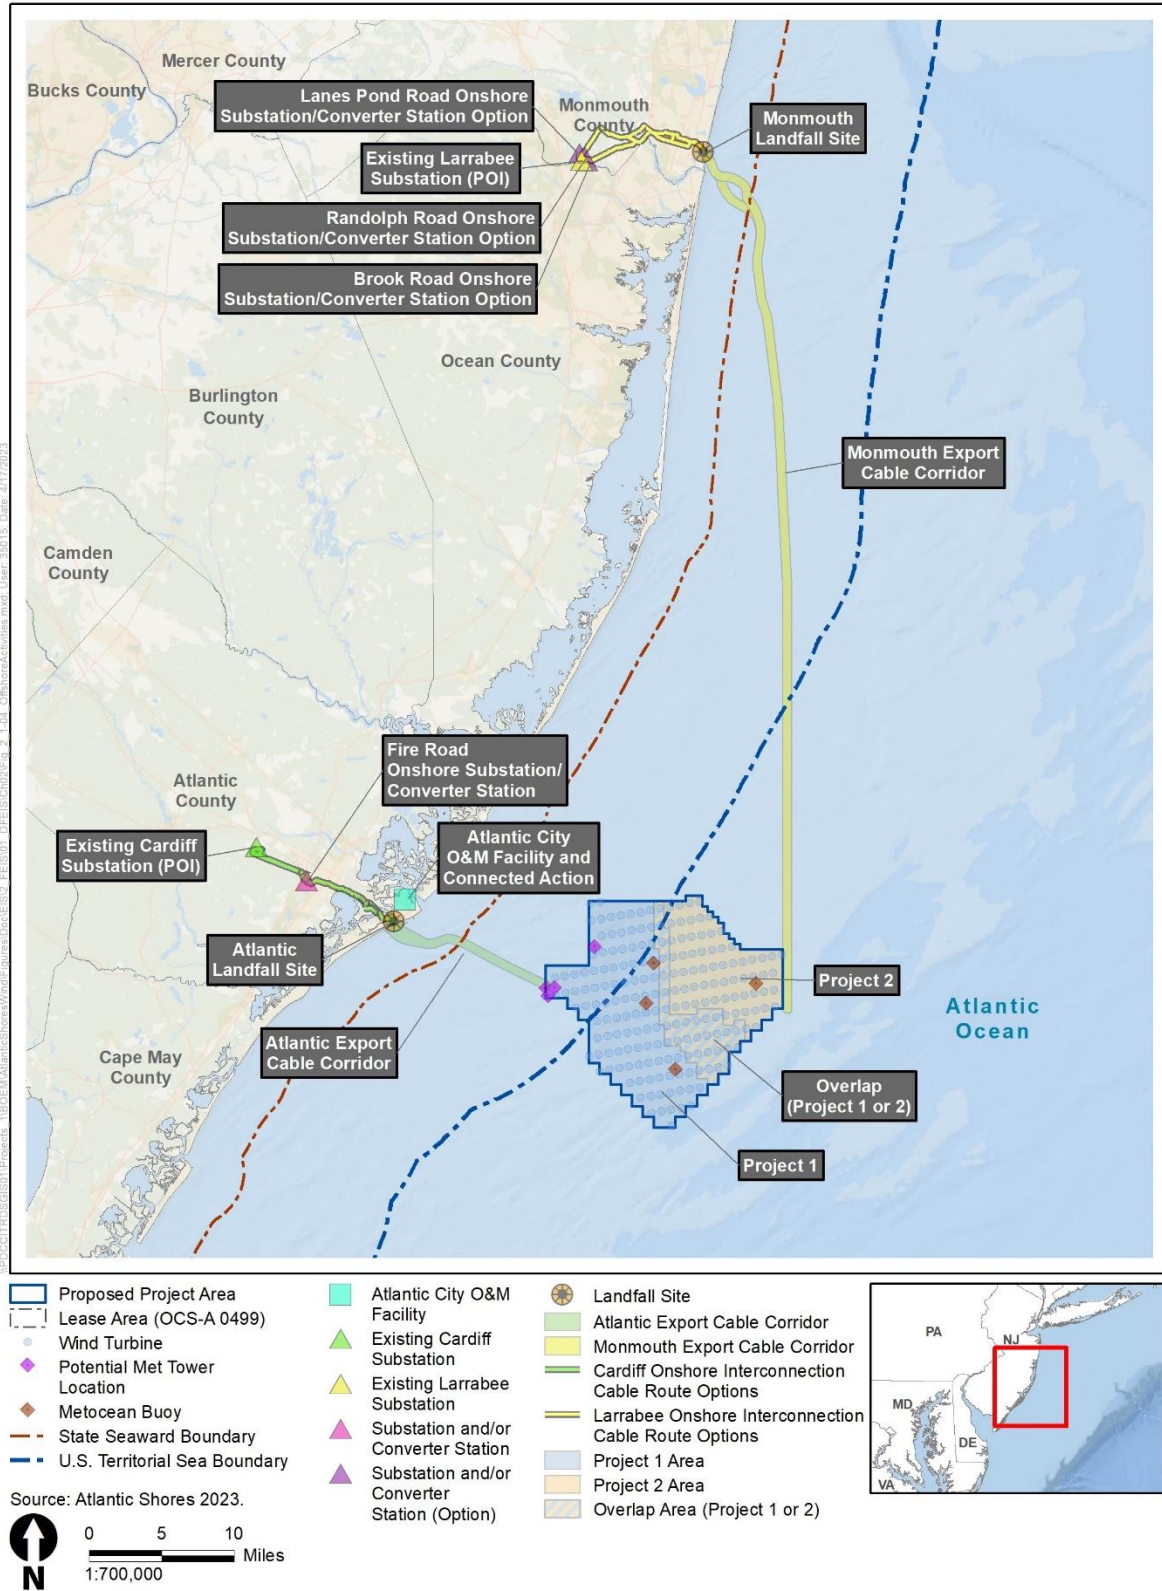 Mercer County
Bucks County
Lanes Pond Road Onshore
Substation/Converter Station Option
Monmouth
County
Monmouth
Landfall Site
Existing Larrabee
Substation (POI)
Randolph Road Onshore
Substation/Converter Station Option
Brook Road Onshore
Substation/Converter Station Option
Ocean County
Burlington
County
Monmouth Export
Cable Corridor
Camden
County
Fire Road
Onshore Substation/
Converter Station
Atlantic
County
Existing Cardiff
Substation (POI)
Atlantic City
O&M Facility and
Connected Action
Atlantic
Landfall Site
Project 2
Atlantic
Ocean
Atlantic Export
Cable Corridor
Cape May
County
Overlap
(Project 1 or 2)
Project 1
Proposed Project Area
Lease Area (OCS-A 0499)
Wind Turbine
Potential Met Tower
Location
Metocean Buoy
State Seaward Boundary
U.S. Territorial Sea Boundary
Atlantic City O&M
Facility
Existing Cardiff
Substation
Existing Larrabee
Substation
Substation and/or
Converter Station
Substation and/or
Converter
Station (Option)
Landfall Site
Atlantic Export Cable Corridor
Monmouth Export Cable Corridor
Cardiff Onshore Interconnection
Cable Route Options
Larrabee Onshore Interconnection
Cable Route Options
Project 1 Area
Project 2 Area
Overlap Area (Project 1 or 2)
PA
NJ
MD
DE
VA
Source: Atlantic Shores 2023.
N
0 5 10
Miles
1:700,000